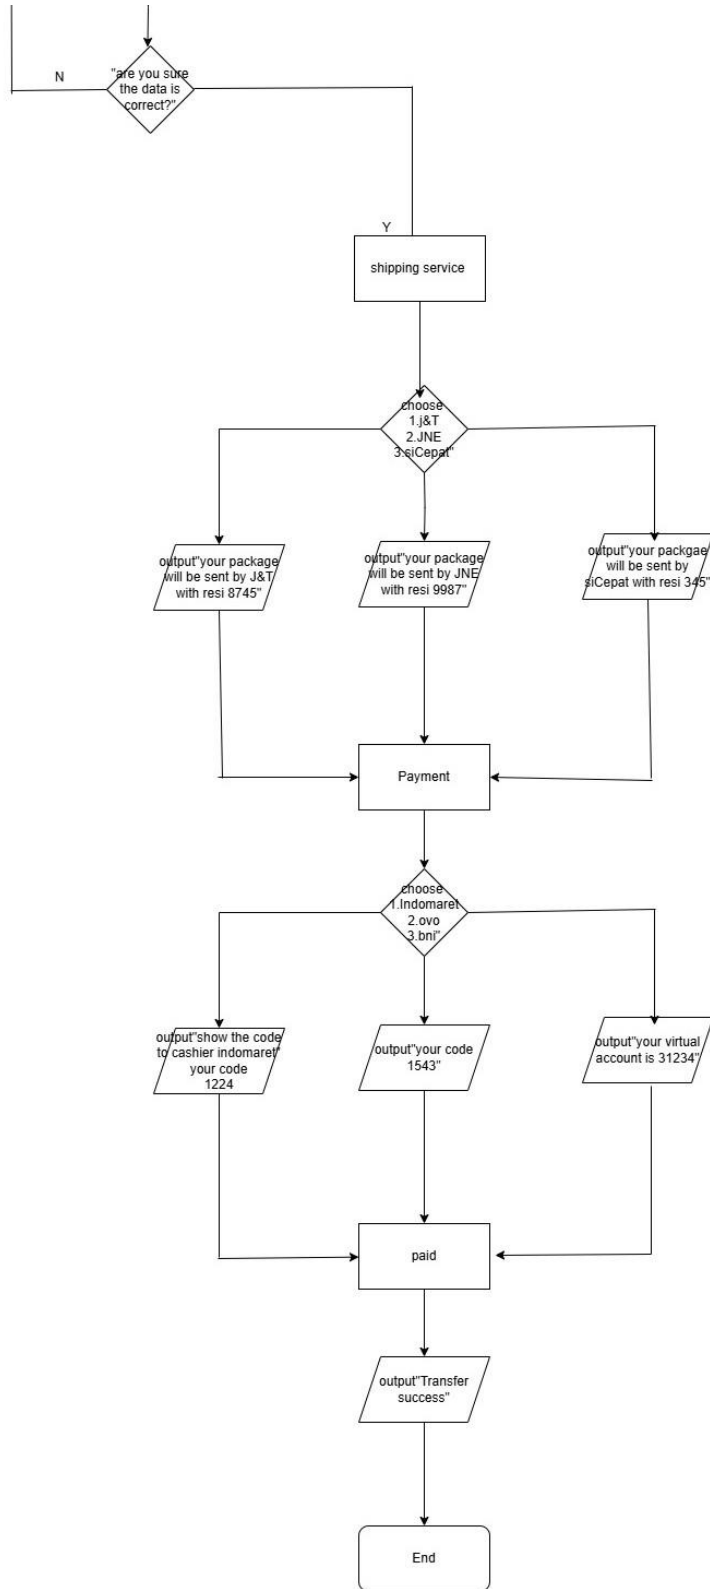 N
"are you sure
the data is
correct?"
Y
shipping service
choose
1.j&T
2.JNE
3.siCepat"
output"your package
will be sent by J&T
with resi 8745"
output"your package
will be sent by JNE
with resi 9987"
output"your packgae
will be sent by
siCepat with resi 345"
Payment
choose
1.Indomaret
2.ovo
3.bni"
output"show the code
to cashier indomaret"
your code
1224
output"your code
1543"
output"your virtual
account is 31234"
paid
output"Transfer
success"
End